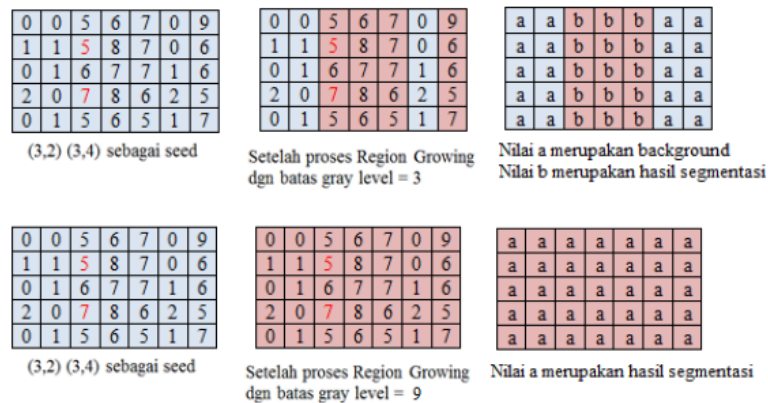 0 0 5 6 7 0 9
1 1 5 8 7 0 6
0 1 6 7 7 1 6
2 0 7 8 6 2 5
0 1 5 6 5 1 7
(3,2) (3,4) sebagai seed
0 0 5 6 7 0 9
1 1 5 8 7 0 6
0 1 6 7 7 1 6
2 0 7 8 6 2 5
0 1 5 6 5 1 7
Setelah proses Region Growing
dgn batas gray level = 3
a a b b b a a
a a b b b a a
a a b b b a a
a a b b b a a
a a b b b a a
Nilai a merupakan background
Nilai b merupakan hasil segmentasi
0 0 5 6 7 0 9
1 1 5 8 7 0 6
0 1 6 7 7 1 6
2 0 7 8 6 2 5
0 1 5 6 5 1 7
(3,2) (3,4) sebagai seed
0 0 5 6 7 0 9
1 1 5 8 7 0 6
0 1 6 7 7 1 6
2 0 7 8 6 2 5
0 1 5 6 5 1 7
Setelah proses Region Growing
dgn batas gray level = 9
a a a a a a a
a a a a a a a
a a a a a a a
a a a a a a a
a a a a a a a
Nilai a merupakan hasil segmentasi